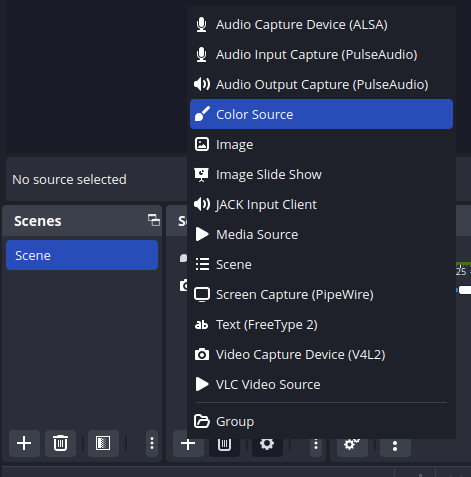 Audio Capture Device (ALSA)
Audio Input Capture (PulseAudio)
Audio Output Capture (PulseAudio)
Color Source
Image
Image Slide Show
JACK Input Client
Media Source
Scene
Screen Capture (PipeWire)
ab Text (FreeType 2)
Video Capture Device (V4L2)
VLC Video Source
Group
No source selected
Scenes
Scene
25